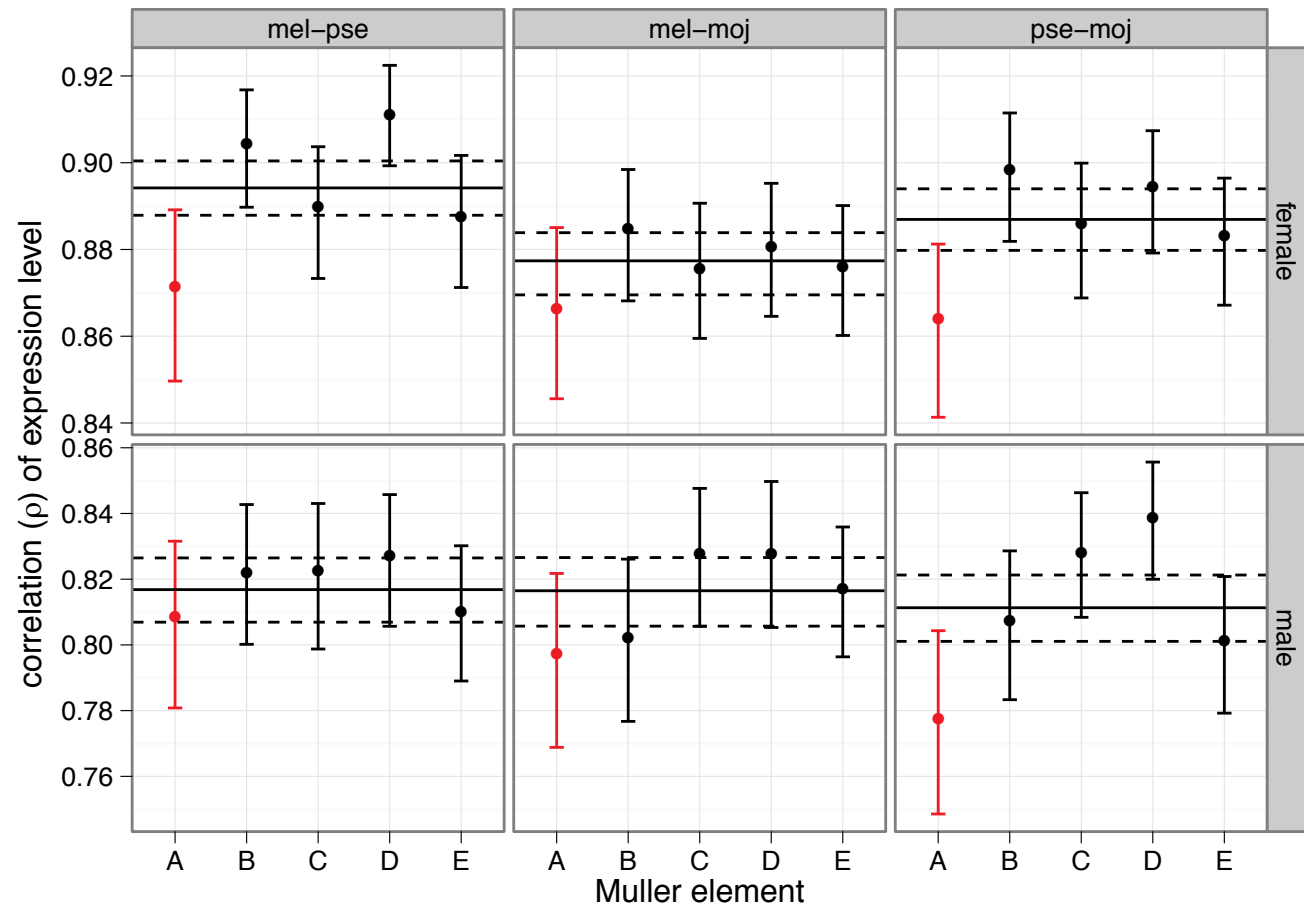 mel−pse mel−moj pse−moj
correlation (ρ) of expression level
0.92
0.90
0.88
0.86
0.84
female
0.86
0.84
0.82
0.80
0.78
0.76
male
A B C D E A B C D E A B C D E
Muller element